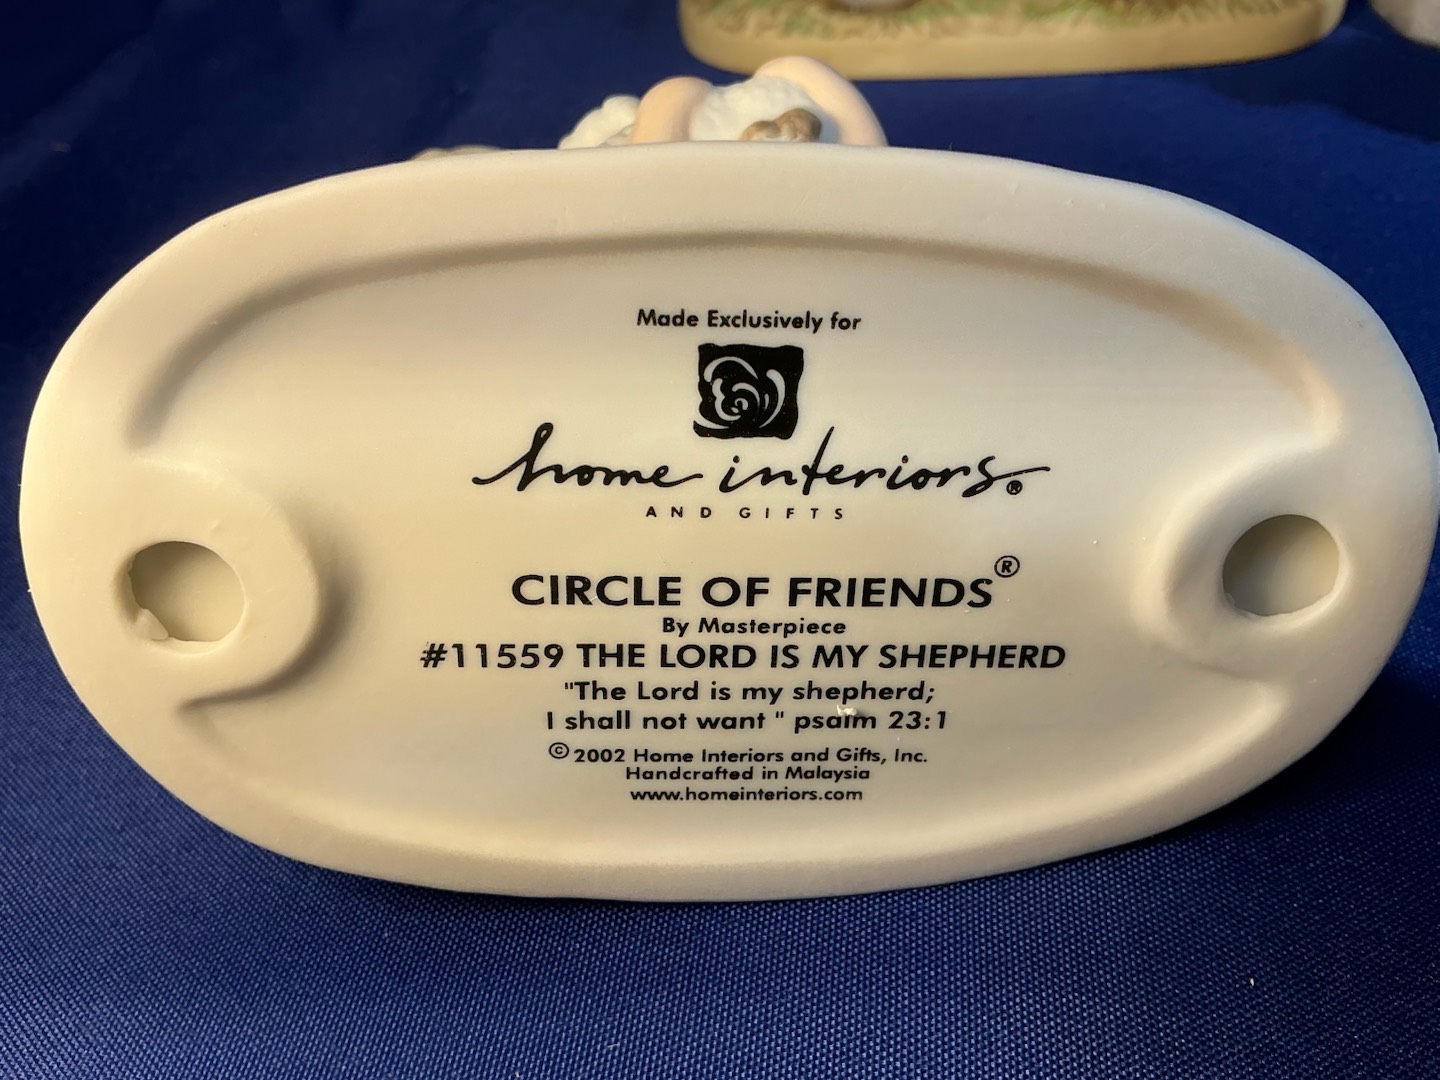 Made Exclusively for
home interiors®
AND GIFTS
CIRCLE OF FRIENDS®
By Masterpiece
#11559 THE LORD IS MY SHEPHERD
"The Lord is my shepherd;
I shall not want " psalm 23:1
© 2002 Home Interiors and Gifts, Inc.
Handcrafted in Malaysia
www.homeinteriors.com